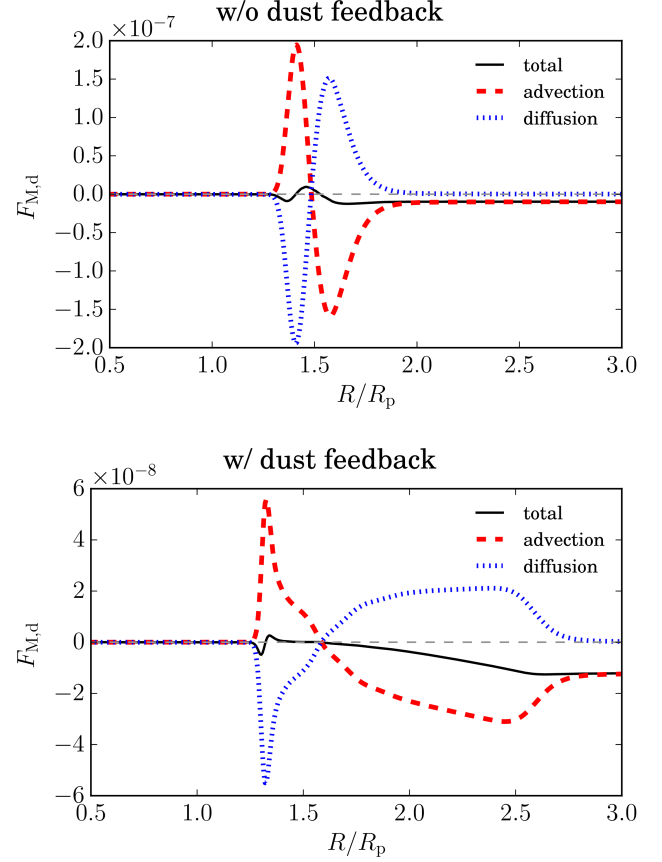 w/o dust feedback
×10−7
2.0
1.5
1.0
0.5
0.0
−0.5
−1.0
−1.5
−2.0
F_M,d
total
advection
diffusion
0.5 1.0 1.5 2.0 2.5 3.0
R/R_p
w/ dust feedback
×10−8
6
4
2
0
−2
−4
−6
F_M,d
total
advection
diffusion
0.5 1.0 1.5 2.0 2.5 3.0
R/R_p